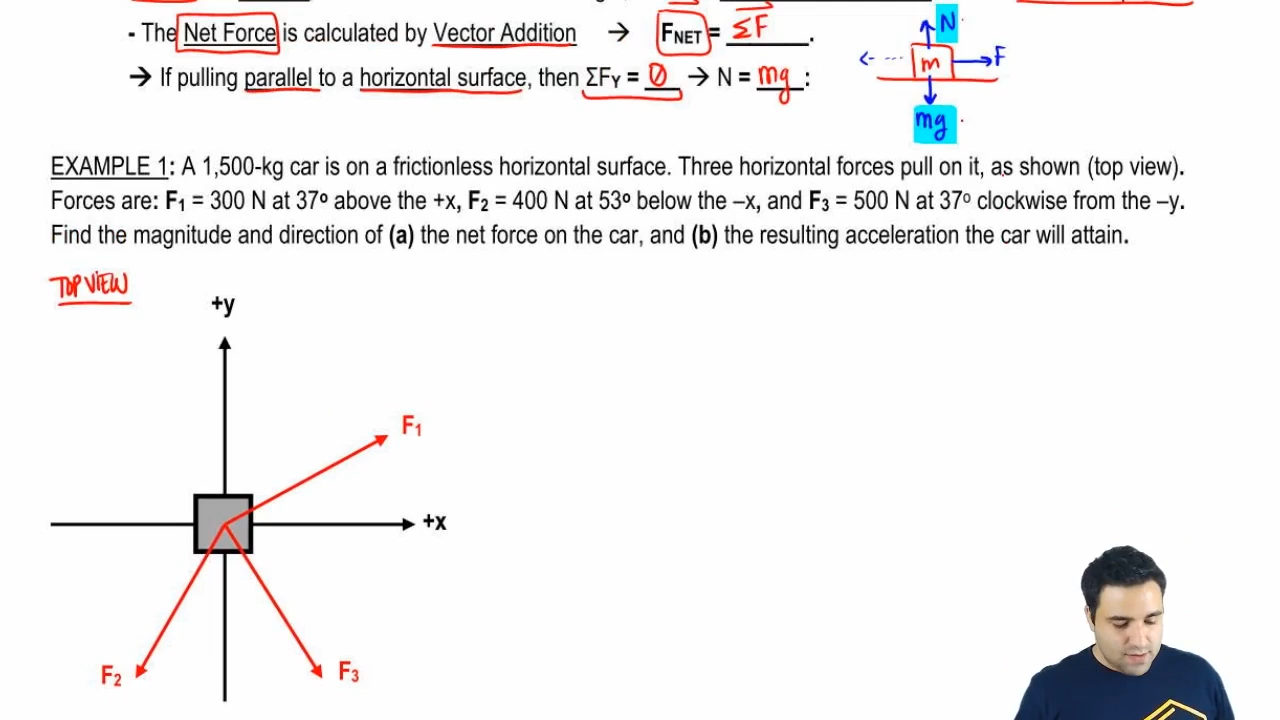 - The Net Force is calculated by Vector Addition → FNET = ΣF.
→ If pulling parallel to a horizontal surface, then ΣFY = 0 → N = mg:
N
m
F
mg
EXAMPLE 1: A 1,500-kg car is on a frictionless horizontal surface. Three horizontal forces pull on it, as shown (top view).
Forces are: F1 = 300 N at 37º above the +x, F2 = 400 N at 53º below the –x, and F3 = 500 N at 37º clockwise from the –y.
Find the magnitude and direction of (a) the net force on the car, and (b) the resulting acceleration the car will attain.
TOP VIEW
+y
F1
+x
F2
F3